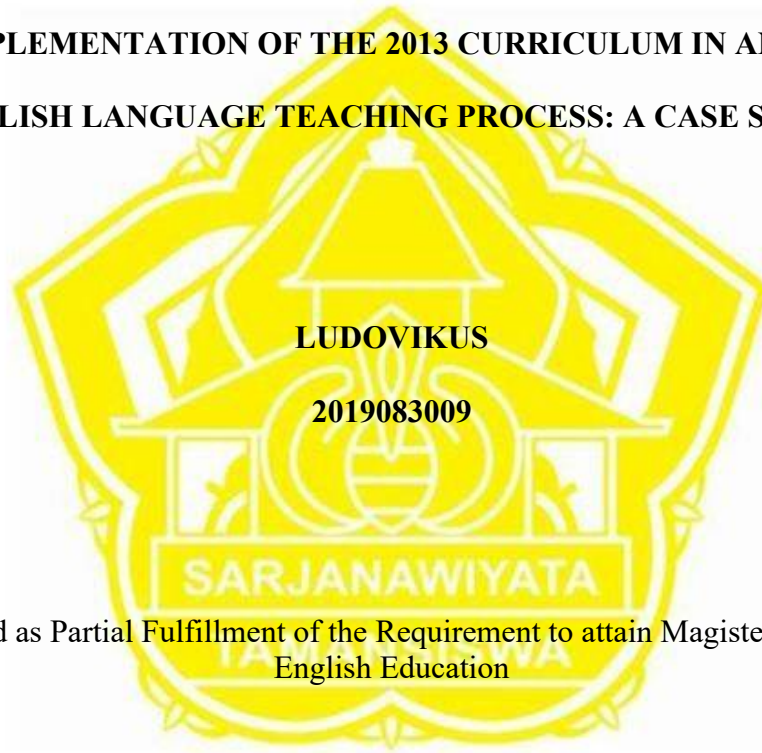 PLEMENTATION OF THE 2013 CURRICULUM IN A
LISH LANGUAGE TEACHING PROCESS: A CASE S
LUDOVIKUS
2019083009
SARJANAWIYATA
d as Partial Fulfillment of the Requirement to attain Magiste
TAMANSISWA
English Education